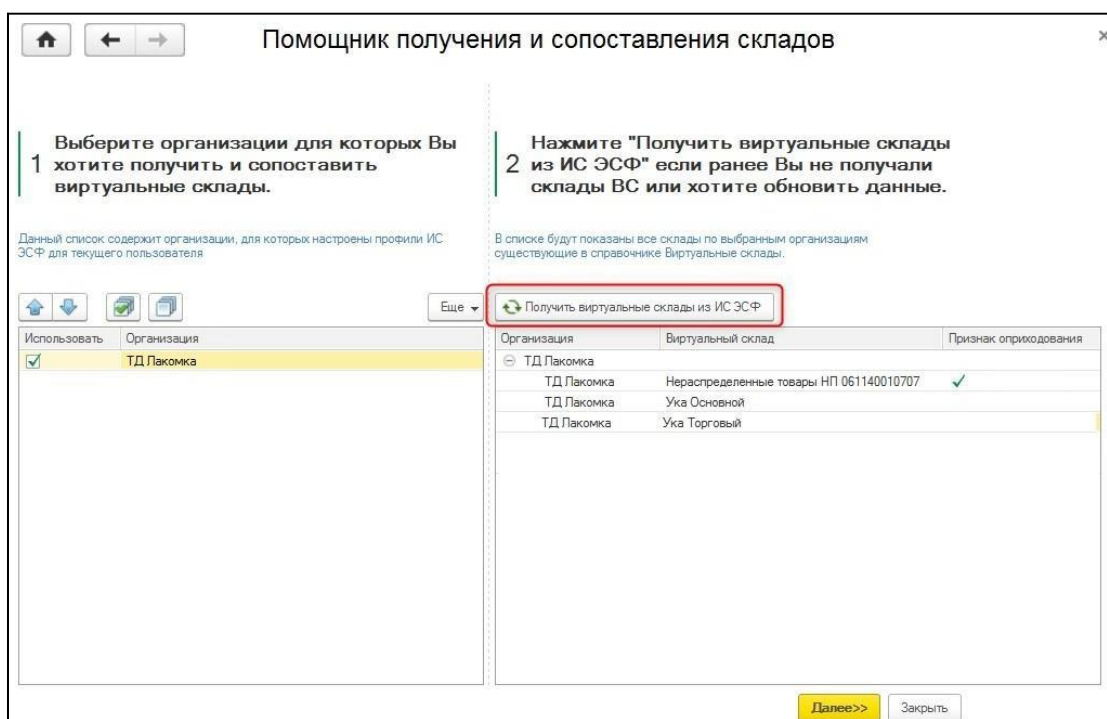 Помощник получения и сопоставления складов
1 Выберите организации для которых Вы
хотите получить и сопоставить
виртуальные склады.
Данный список содержит организации, для которых настроены профили ИС
ЭСФ для текущего пользователя
Еще
Использовать Организация
ТД Лакомка
2 Нажмите "Получить виртуальные склады
из ИС ЭСФ" если ранее Вы не получали
склады ВС или хотите обновить данные.
В списке будут показаны все склады по выбранным организациям
существующие в справочнике Виртуальные склады.
Получить виртуальные склады из ИС ЭСФ
Организация Виртуальный склад Признак оприходования
ТД Лакомка
ТД Лакомка Нераспределенные товары НП 061140010707
ТД Лакомка Ука Основной
ТД Лакомка Ука Торговый
Далее>> Закрыть